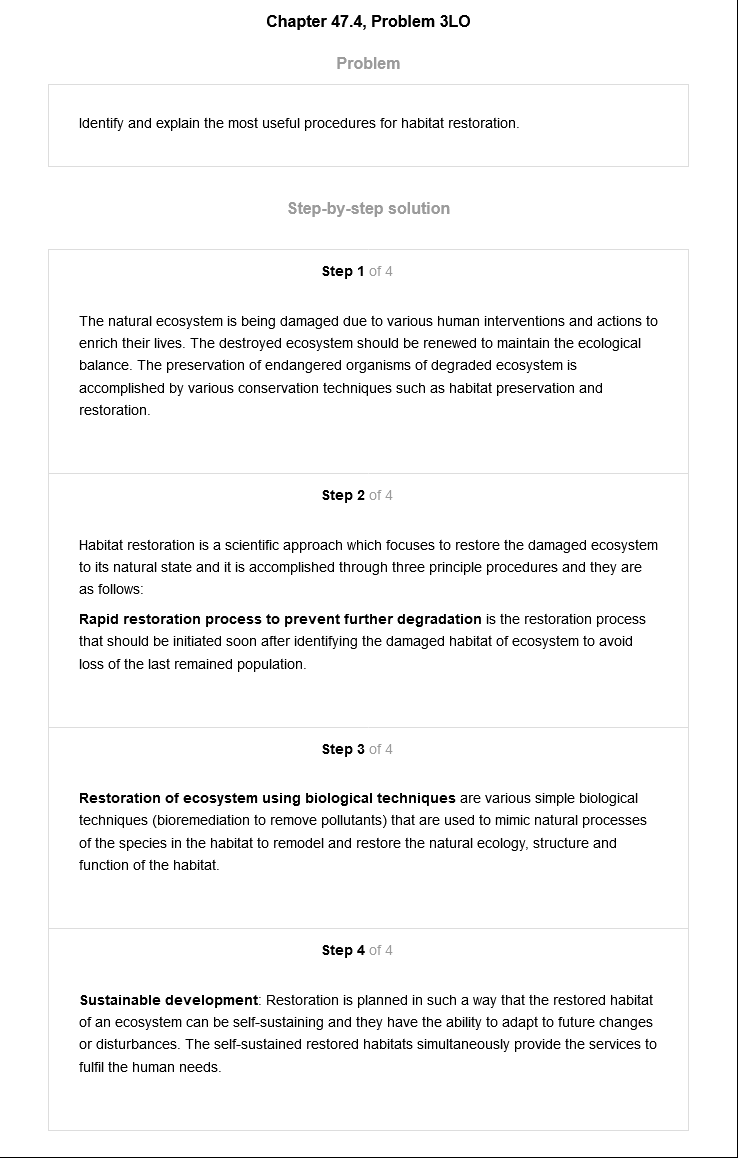 Chapter 47.4, Problem 3LO
Problem
Identify and explain the most useful procedures for habitat restoration.
Step-by-step solution
Step 1 of 4
The natural ecosystem is being damaged due to various human interventions and actions to
enrich their lives. The destroyed ecosystem should be renewed to maintain the ecological
balance. The preservation of endangered organisms of degraded ecosystem is
accomplished by various conservation techniques such as habitat preservation and
restoration.
Step 2 of 4
Habitat restoration is a scientific approach which focuses to restore the damaged ecosystem
to its natural state and it is accomplished through three principle procedures and they are
as follows:
Rapid restoration process to prevent further degradation is the restoration process
that should be initiated soon after identifying the damaged habitat of ecosystem to avoid
loss of the last remained population.
Step 3 of 4
Restoration of ecosystem using biological techniques are various simple biological
techniques (bioremediation to remove pollutants) that are used to mimic natural processes
of the species in the habitat to remodel and restore the natural ecology, structure and
function of the habitat.
Step 4 of 4
Sustainable development: Restoration is planned in such a way that the restored habitat
of an ecosystem can be self-sustaining and they have the ability to adapt to future changes
or disturbances. The self-sustained restored habitats simultaneously provide the services to
fulfil the human needs.